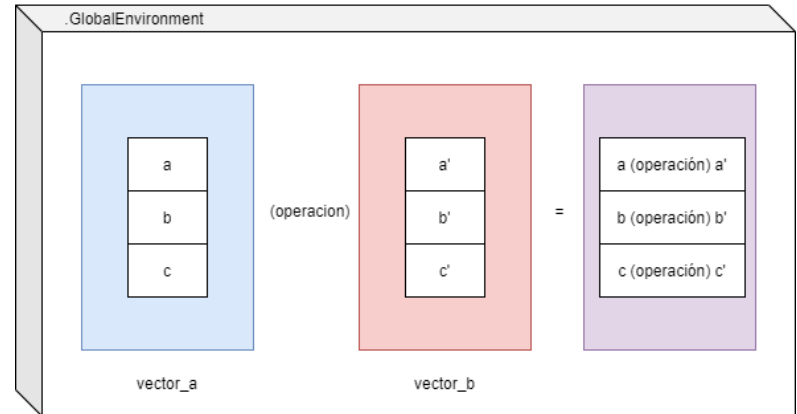 .GlobalEnvironment
a
(operacion)
a'
=
a (operación) a'
b
b'
b (operación) b'
c
c'
c (operación) c'
vector_a
vector_b